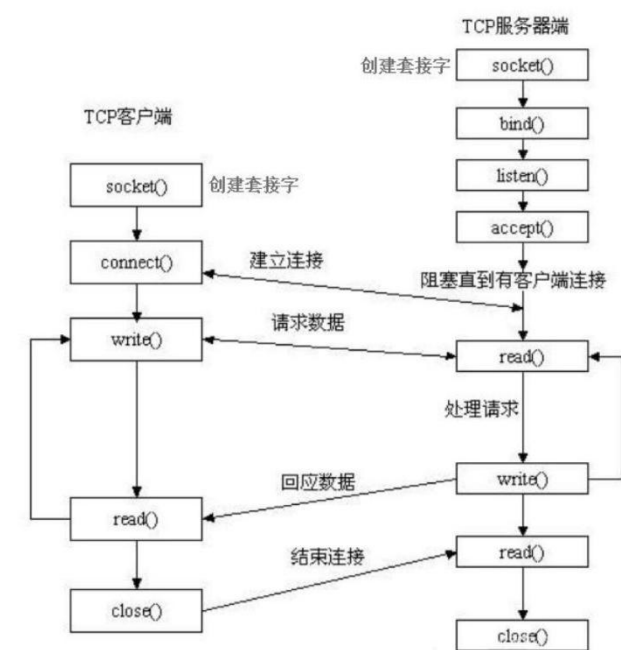 TCP服务器端
创建套接字 socket()
bind()
TCP客户端
listen()
socket() 创建套接字
accept()
connect() 建立连接
阻塞直到有客户端连接
请求数据
write()
read()
处理请求
回应数据
write()
read()
结束连接
read()
close()
close()